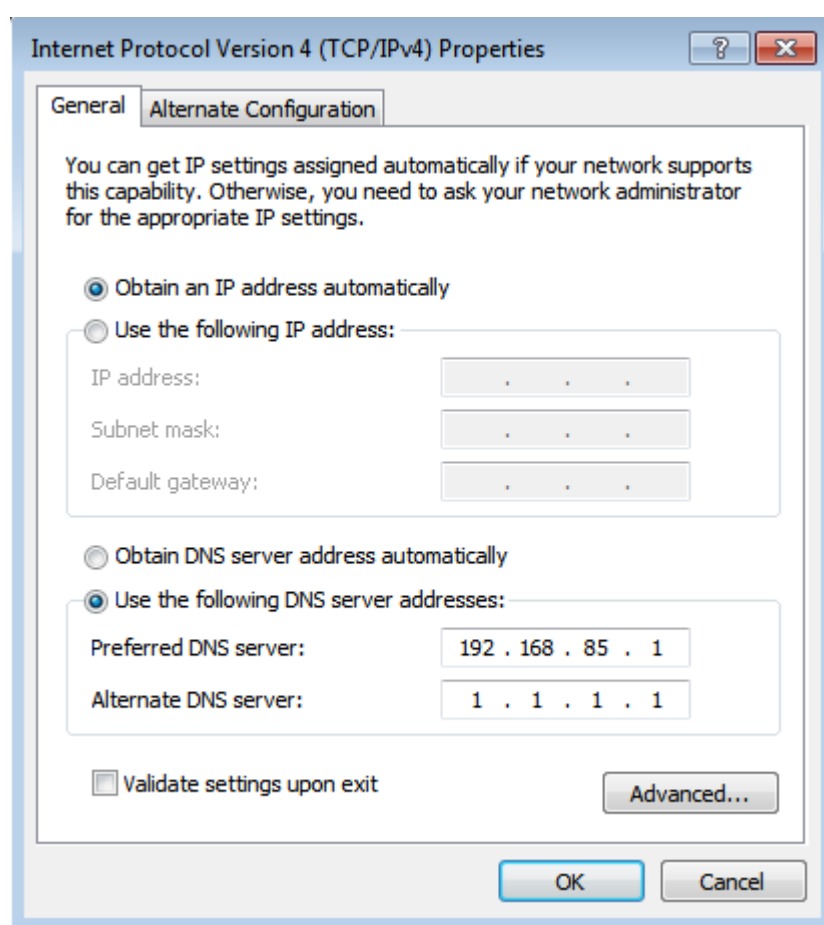 Internet Protocol Version 4 (TCP/IPv4) Properties
?
General
Alternate Configuration
You can get IP settings assigned automatically if your network supports
this capability. Otherwise, you need to ask your network administrator
for the appropriate IP settings.
Obtain an IP address automatically
Use the following IP address:
IP address: . . .
Subnet mask: . . .
Default gateway: . . .
Obtain DNS server address automatically
Use the following DNS server addresses:
Preferred DNS server: 192 . 168 . 85 . 1
Alternate DNS server: 1 . 1 . 1 . 1
Validate settings upon exit
Advanced...
OK Cancel